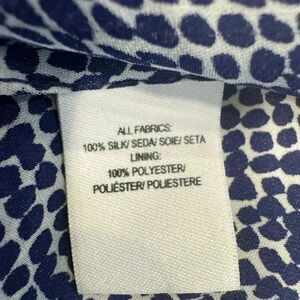 ALL FABRICS:
100% SILK/ SEDA/ SOIE/ SETA
LINING:
100% POLYESTER/
POLIÉSTER/ POLIESTERE